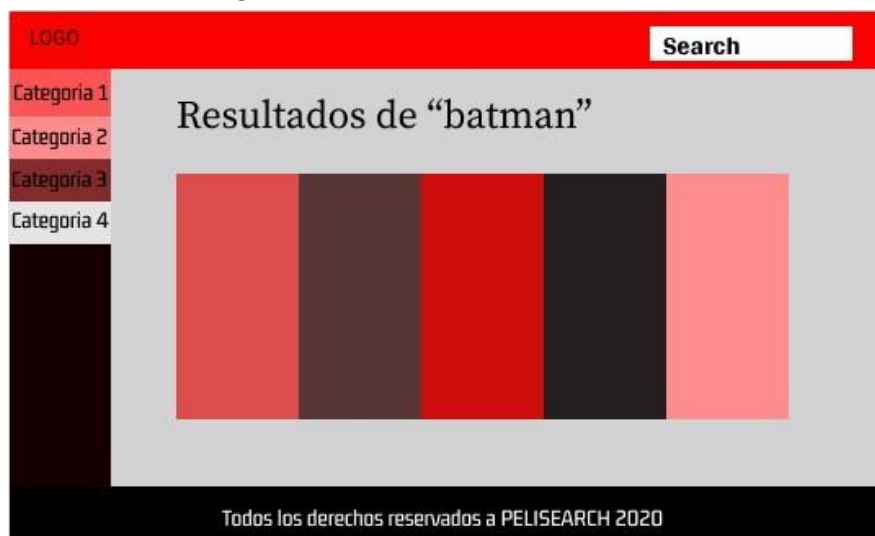 LOGO
Search
Categoria 1
Categoria 2
Categoria 3
Categoria 4
Resultados de “batman”
Todos los derechos reservados a PELISEARCH 2020